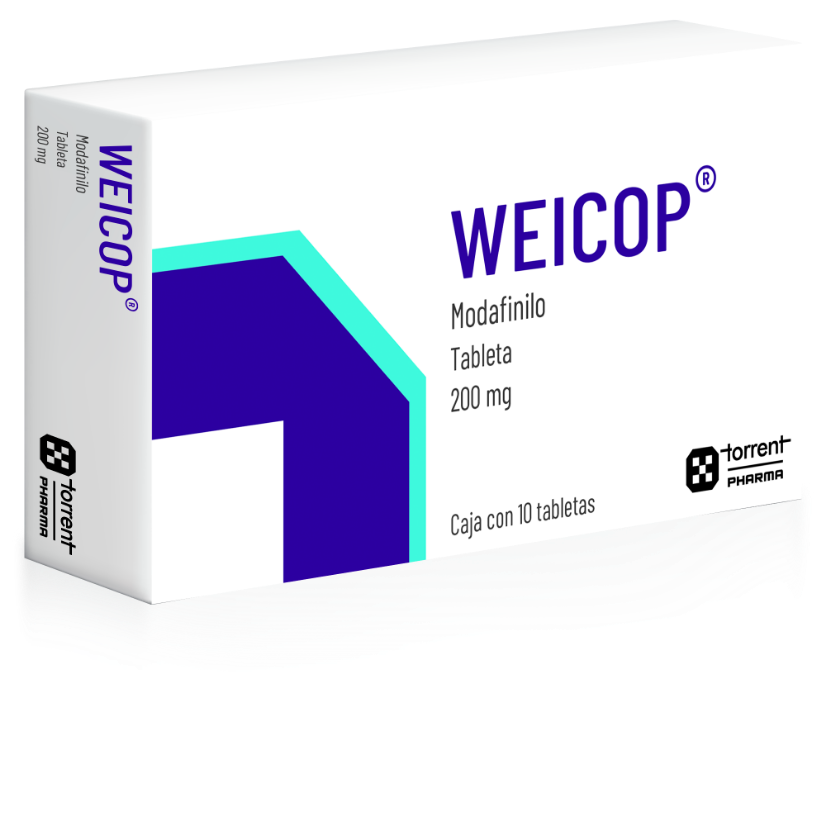 WEICOP®
Modafinilo
Tableta
200 mg
torrent
PHARMA
WEICOP®
Modafinilo
Tableta
200 mg
Caja con 10 tabletas
torrent
PHARMA